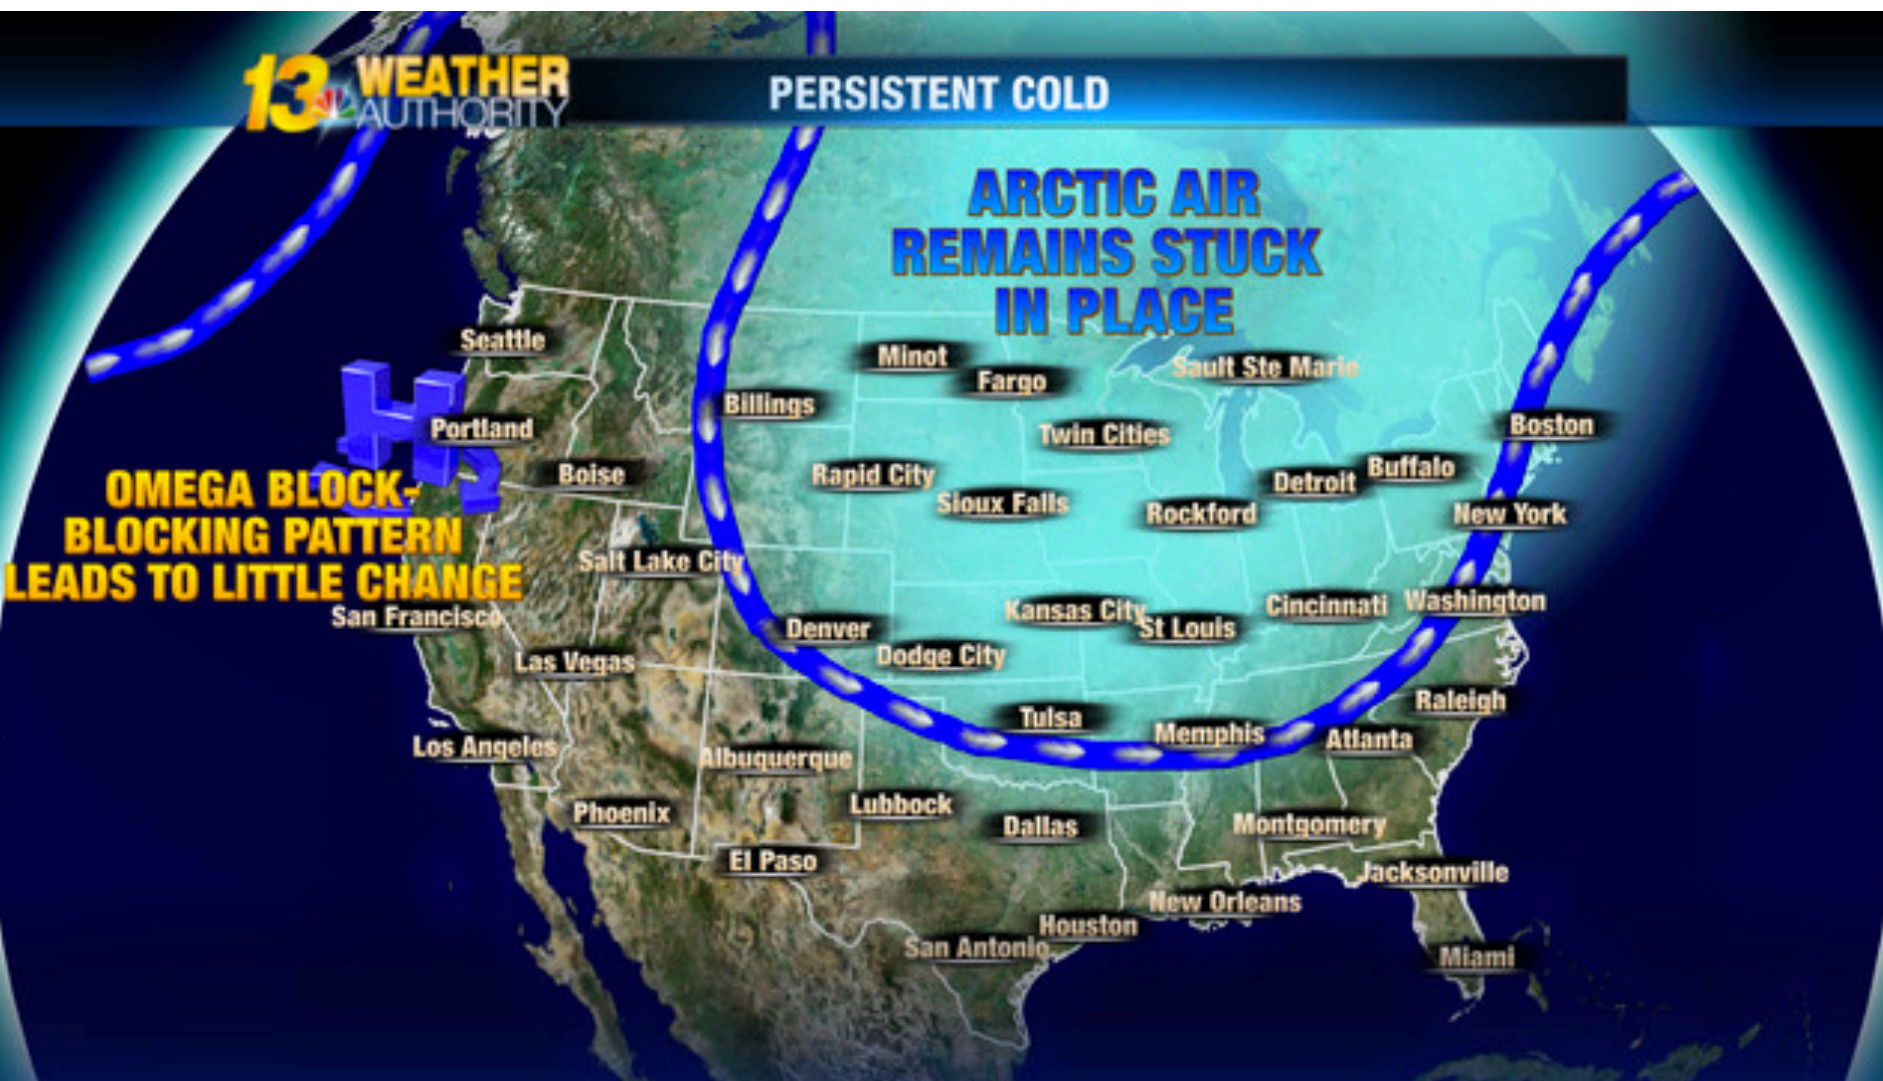 13 WEATHER
AUTHORITY
PERSISTENT COLD
ARCTIC AIR
REMAINS STUCK
IN PLACE
Seattle
Minot
Sault Ste Marie
Fargo
Billings
H
Portland
Boston
Twin Cities
Boise
Rapid City
Buffalo
Detroit
OMEGA BLOCK-
BLOCKING PATTERN
LEADS TO LITTLE CHANGE
Sioux Falls
Rockford
New York
Salt Lake City
San Francisco
Denver
Kansas City
St Louis
Cincinnati
Washington
Las Vegas
Dodge City
Raleigh
Tulsa
Memphis
Atlanta
Los Angeles
Albuquerque
Phoenix
Lubbock
Dallas
Montgomery
El Paso
Jacksonville
New Orleans
Houston
San Antonio
Miami